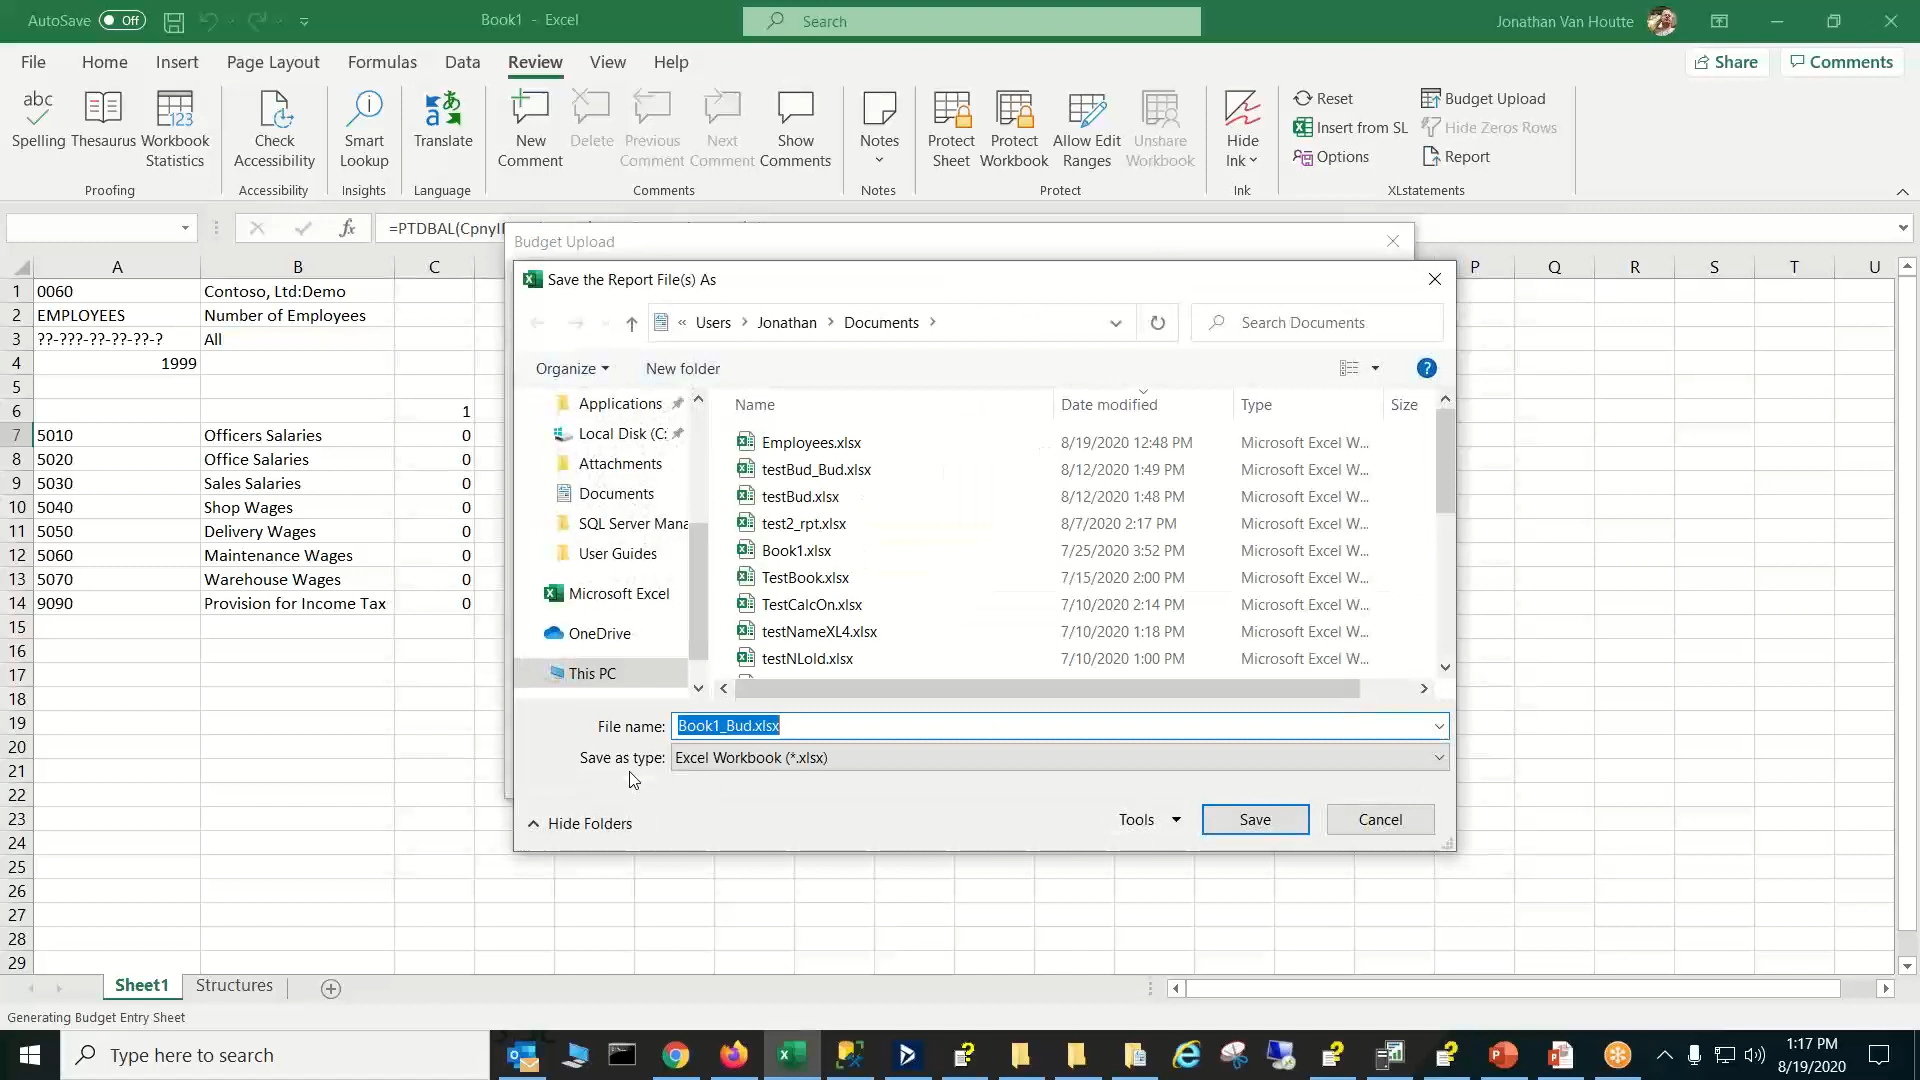 AutoSave Off Book1 - Excel Search Jonathan Van Houtte
File Home Insert Page Layout Formulas Data Review View Help Share Comments
abc
Spelling
Thesaurus
123
Workbook
Statistics
Proofing
Check
Accessibility
Accessibility
Smart
Lookup
Insights
Translate
Language
New
Comment
Delete
Previous
Comment
Next
Comment
Show
Comments
Comments
Notes
Notes
Protect
Sheet
Protect
Workbook
Allow Edit
Ranges
Unshare
Workbook
Protect
Hide
Ink
Ink
Reset
Insert from SL
Options
Budget Upload
Hide Zeros Rows
Report
XLstatements
fx =PTDBAL(CpnyI
Budget Upload
A B C P Q R S T U
1 0060 Contoso, Ltd:Demo
2 EMPLOYEES Number of Employees
3 ??-???-??-??-??-? All
4 1999
5
6 1
7 5010 Officers Salaries 0
8 5020 Office Salaries 0
9 5030 Sales Salaries 0
10 5040 Shop Wages 0
11 5050 Delivery Wages 0
12 5060 Maintenance Wages 0
13 5070 Warehouse Wages 0
14 9090 Provision for Income Tax 0
15
16
17
18
19
20
21
22
23
24
25
26
27
28
29
Save the Report File(s) As
« Users > Jonathan > Documents > Search Documents
Organize New folder ?
Applications
Local Disk (C:
Attachments
Documents
SQL Server Mana
User Guides
Microsoft Excel
OneDrive
This PC
Name Date modified Type Size
Employees.xlsx 8/19/2020 12:48 PM Microsoft Excel W...
testBud_Bud.xlsx 8/12/2020 1:49 PM Microsoft Excel W...
testBud.xlsx 8/12/2020 1:48 PM Microsoft Excel W...
test2_rpt.xlsx 8/7/2020 2:17 PM Microsoft Excel W...
Book1.xlsx 7/25/2020 3:52 PM Microsoft Excel W...
TestBook.xlsx 7/15/2020 2:00 PM Microsoft Excel W...
TestCalcOn.xlsx 7/10/2020 2:14 PM Microsoft Excel W...
testNameXL4.xlsx 7/10/2020 1:18 PM Microsoft Excel W...
testNLold.xlsx 7/10/2020 1:00 PM Microsoft Excel W...
File name: Book1_Bud.xlsx
Save as type: Excel Workbook (*.xlsx)
Hide Folders Tools Save Cancel
Sheet1 Structures
Generating Budget Entry Sheet
Type here to search
1:17 PM
8/19/2020